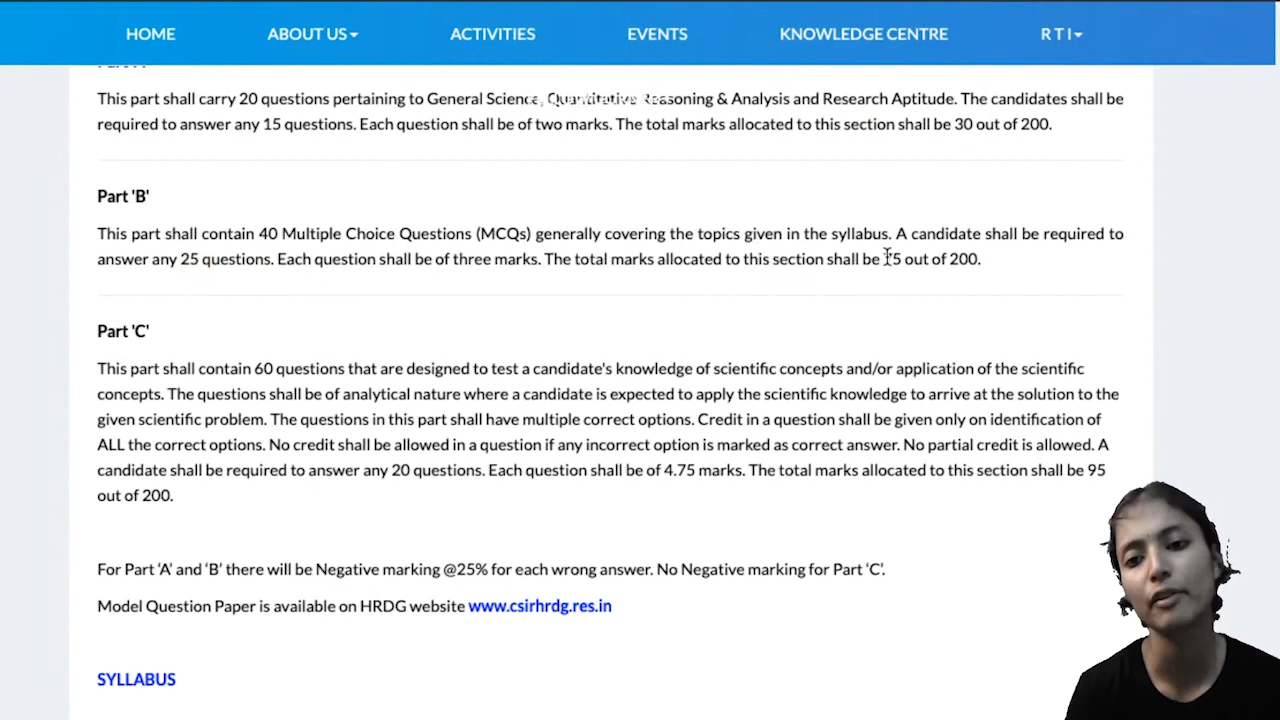 HOME ABOUT US ACTIVITIES EVENTS KNOWLEDGE CENTRE R T I
This part shall carry 20 questions pertaining to General Science, Quantitative Reasoning & Analysis and Research Aptitude. The candidates shall be
required to answer any 15 questions. Each question shall be of two marks. The total marks allocated to this section shall be 30 out of 200.
Part 'B'
This part shall contain 40 Multiple Choice Questions (MCQs) generally covering the topics given in the syllabus. A candidate shall be required to
answer any 25 questions. Each question shall be of three marks. The total marks allocated to this section shall be 75 out of 200.
Part 'C'
This part shall contain 60 questions that are designed to test a candidate's knowledge of scientific concepts and/or application of the scientific
concepts. The questions shall be of analytical nature where a candidate is expected to apply the scientific knowledge to arrive at the solution to the
given scientific problem. The questions in this part shall have multiple correct options. Credit in a question shall be given only on identification of
ALL the correct options. No credit shall be allowed in a question if any incorrect option is marked as correct answer. No partial credit is allowed. A
candidate shall be required to answer any 20 questions. Each question shall be of 4.75 marks. The total marks allocated to this section shall be 95
out of 200.
For Part ‘A’ and ‘B’ there will be Negative marking @25% for each wrong answer. No Negative marking for Part ‘C’.
Model Question Paper is available on HRDG website www.csirhrdg.res.in
SYLLABUS